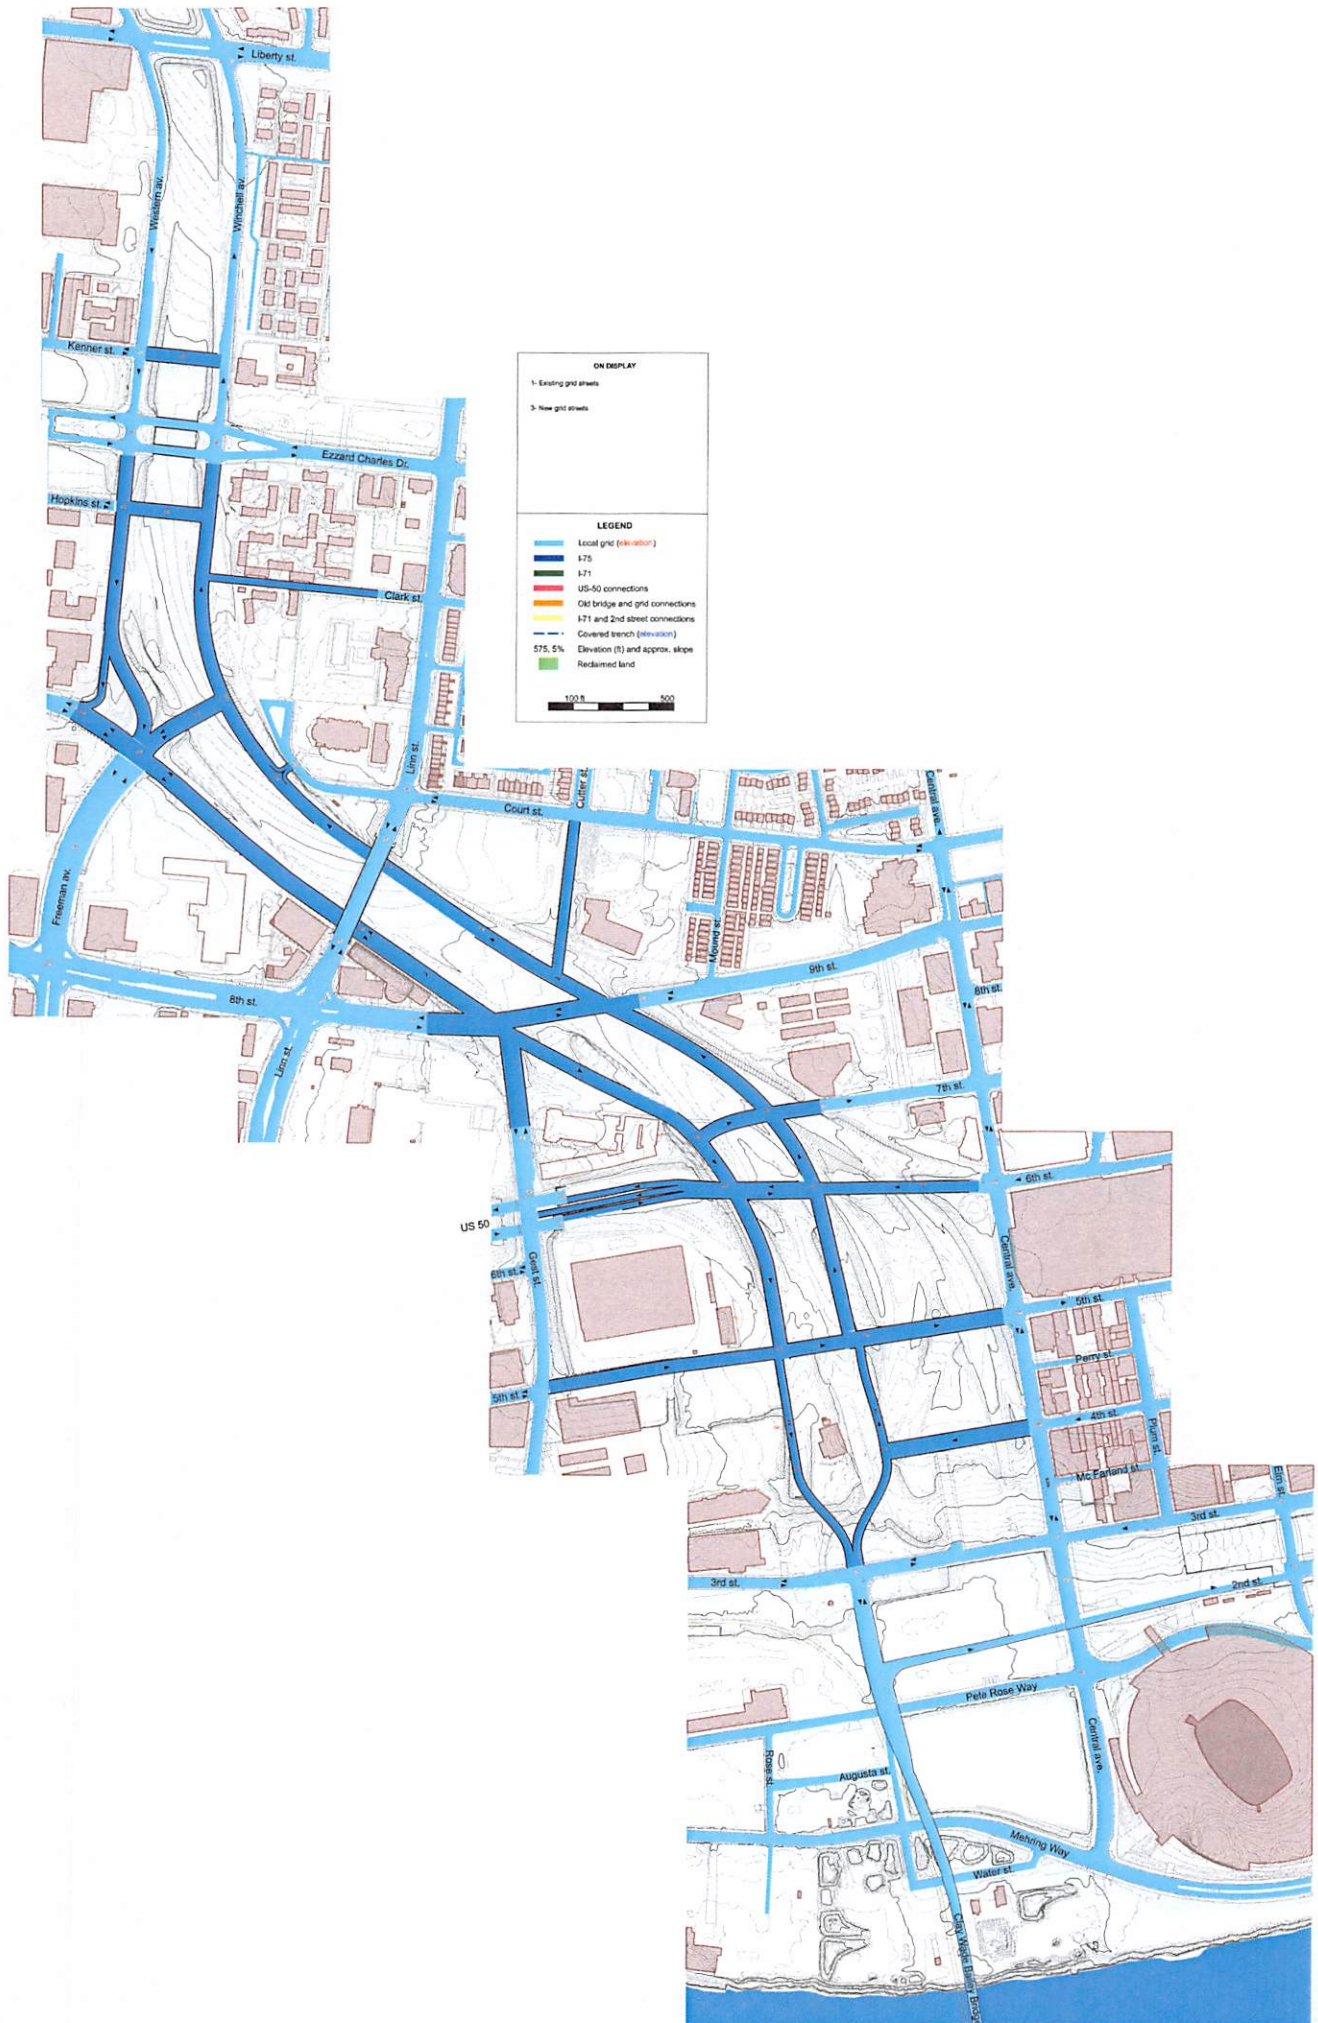 Liberty st.
Western av.
Winchell av.
Kenner st.
ON DISPLAY
1- Existing grid streets
3- New grid streets
Ezzard Charles Dr.
Hopkins st.
LEGEND
Local grid (elevation)
I-75
I-71
US-50 connections
Old bridge and grid connections
I-71 and 2nd street connections
Covered trench (elevation)
575, 5% Elevation (ft) and approx. slope
Reclaimed land
100 ft 500
Clark st.
Linn st.
Cutter st.
Central ave.
Court st.
Freeman av.
Mound st.
9th st.
8th st.
8th st.
Linn st.
7th st.
6th st.
US 50
Gest st.
6th st.
Central ave.
5th st.
Perry st.
5th st.
4th st.
Plum st.
Mc Farland st.
Elm st.
3rd st.
3rd st.
2nd st.
Pete Rose Way
Central ave.
Rose st.
Augusta st.
Mehring Way
Water st.
Clay Wade Bailey Bridge